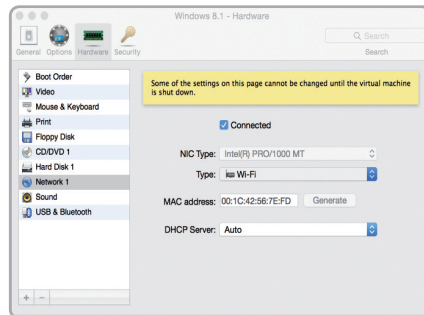 Windows 8.1 - Hardware
General Options Hardware Security
Search
Search
Boot Order
Video
Mouse & Keyboard
Print
Floppy Disk
CD/DVD 1
Hard Disk 1
Network 1
Sound
USB & Bluetooth
Some of the settings on this page cannot be changed until the virtual machine
is shut down.
Connected
NIC Type: Intel(R) PRO/1000 MT
Type: Wi-Fi
MAC address: 00:1C:42:56:7E:FD Generate
DHCP Server: Auto
+ -